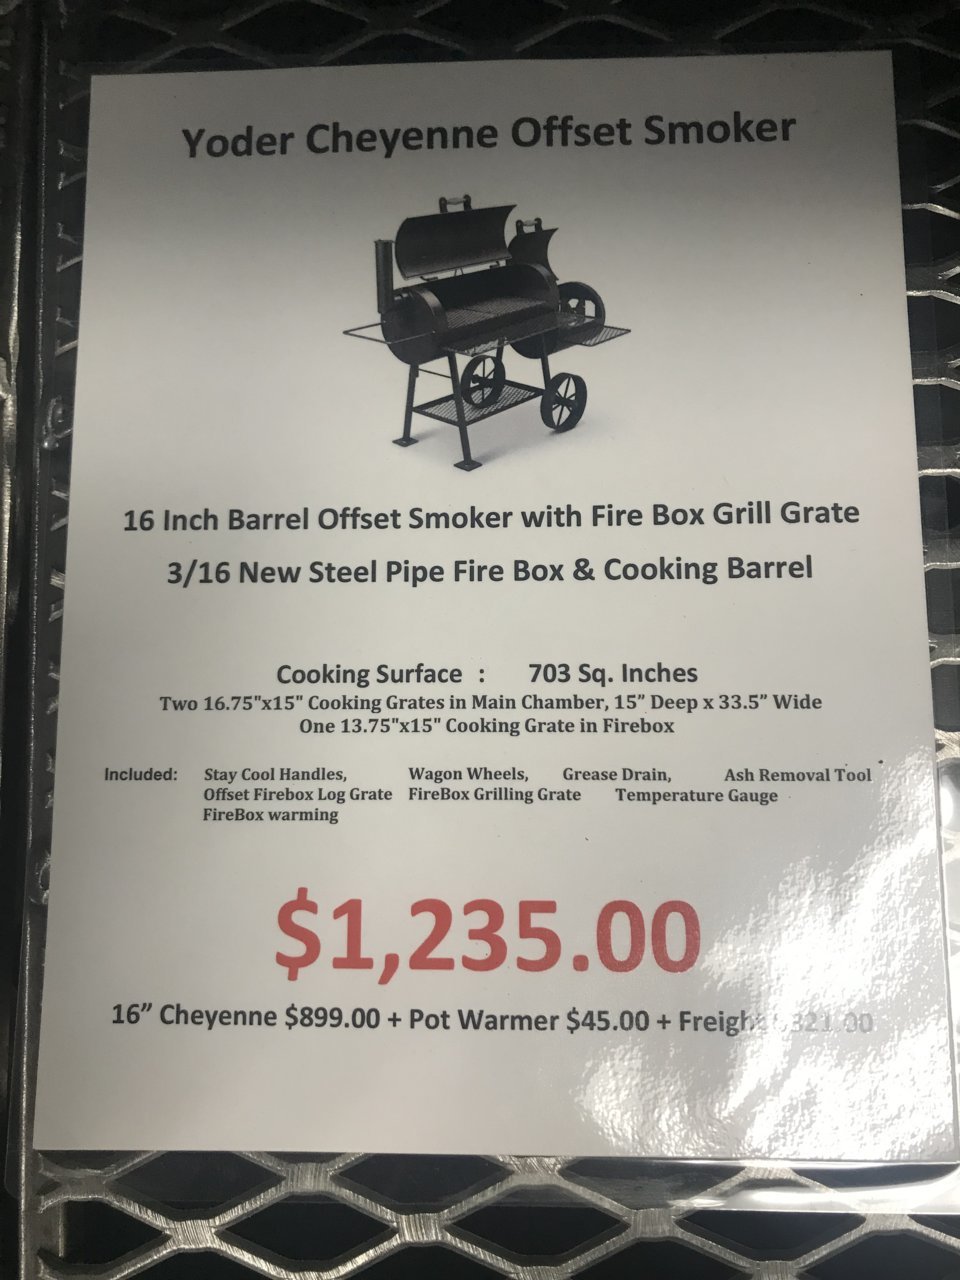 Yoder Cheyenne Offset Smoker
16 Inch Barrel Offset Smoker with Fire Box Grill Grate
3/16 New Steel Pipe Fire Box & Cooking Barrel
Cooking Surface : 703 Sq. Inches
Two 16.75"x15" Cooking Grates in Main Chamber, 15” Deep x 33.5” Wide
One 13.75"x15" Cooking Grate in Firebox
Included: Stay Cool Handles, Wagon Wheels, Grease Drain, Ash Removal Tool
Offset Firebox Log Grate FireBox Grilling Grate Temperature Gauge
FireBox warming
$1,235.00
16” Cheyenne $899.00 + Pot Warmer $45.00 + Freight $321.00